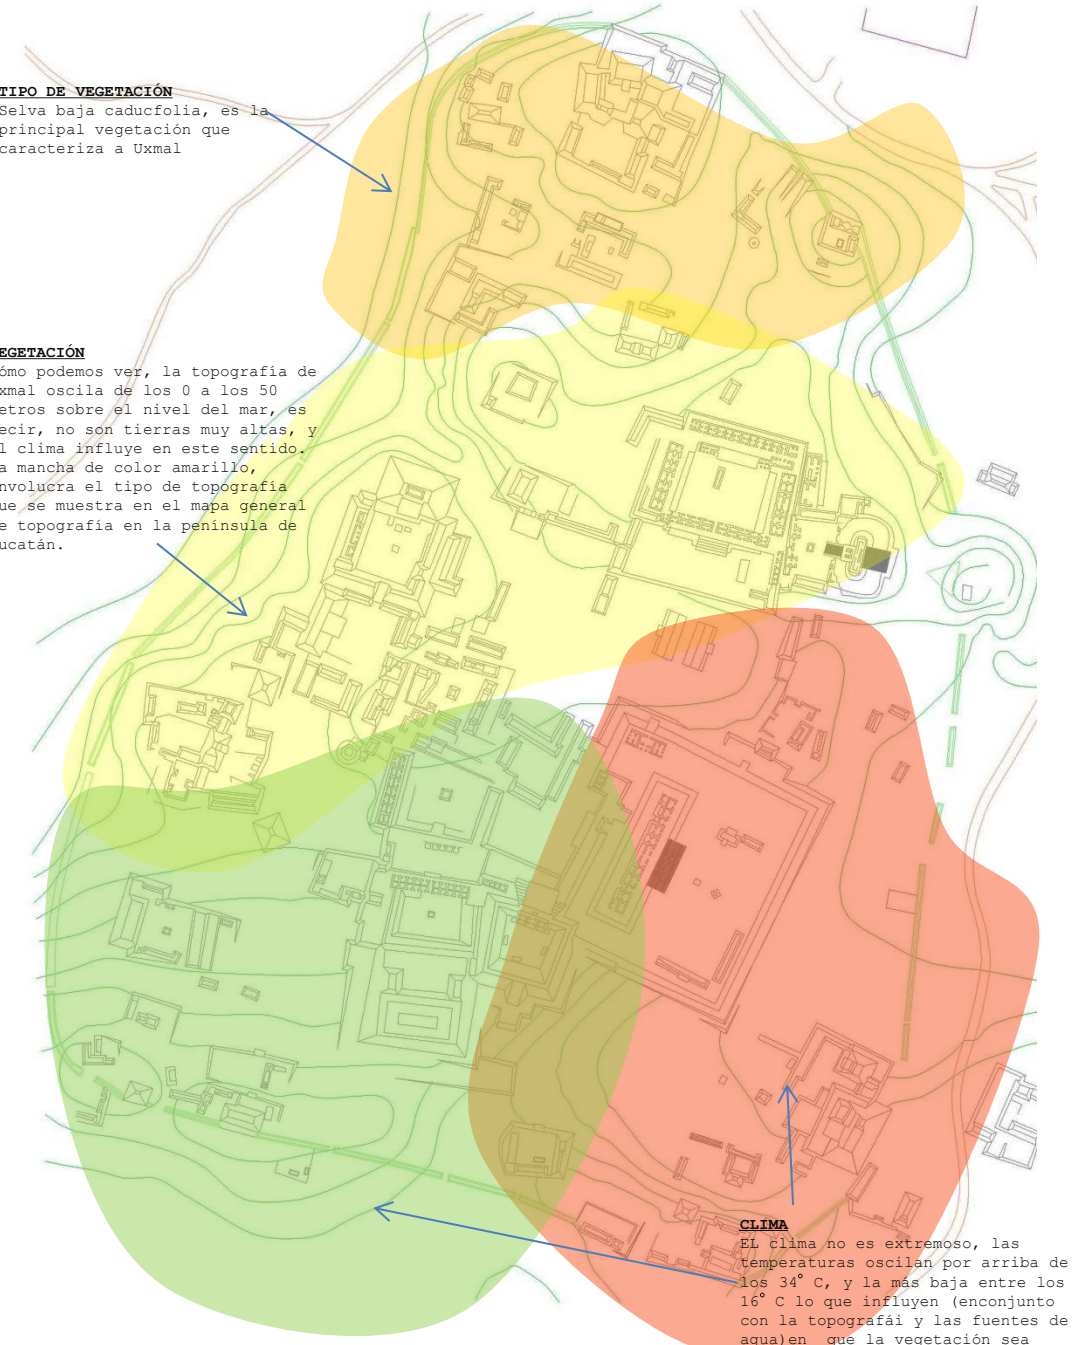 TIPO DE VEGETACIÓN
Selva baja caducfolia, es la
principal vegetación que
caracteriza a Uxmal
EGETACIÓN
ómo podemos ver, la topografía de
xmal oscila de los 0 a los 50
etros sobre el nivel del mar, es
ecir, no son tierras muy altas, y
l clima influye en este sentido.
a mancha de color amarillo,
nvolucra el tipo de topografía
ue se muestra en el mapa general
e topografía en la península de
ucatán.
CLIMA
EL clima no es extremoso, las
temperaturas oscilan por arriba de
los 34° C, y la más baja entre los
16° C lo que influyen (enconjunto
con la topografái y las fuentes de
agua)en que la vegetación sea